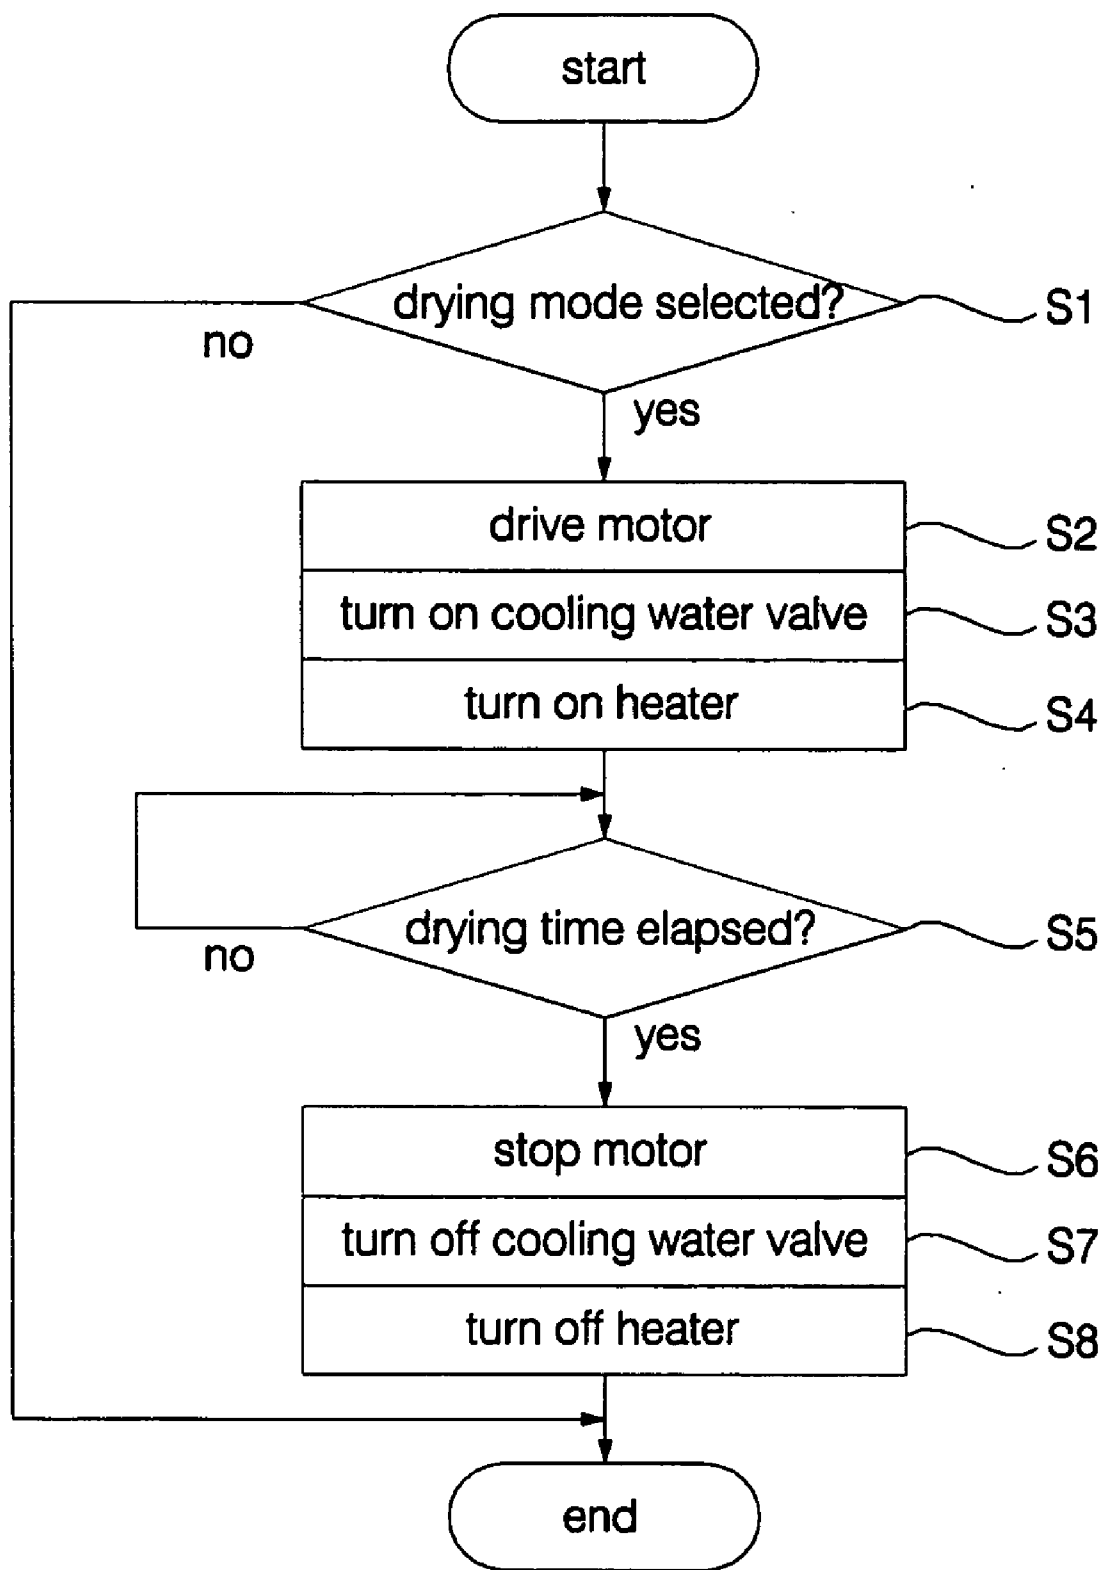 start
drying mode selected?
S1
no
yes
drive motor
S2
turn on cooling water valve
S3
turn on heater
S4
drying time elapsed?
S5
no
yes
stop motor
S6
turn off cooling water valve
S7
turn off heater
S8
end